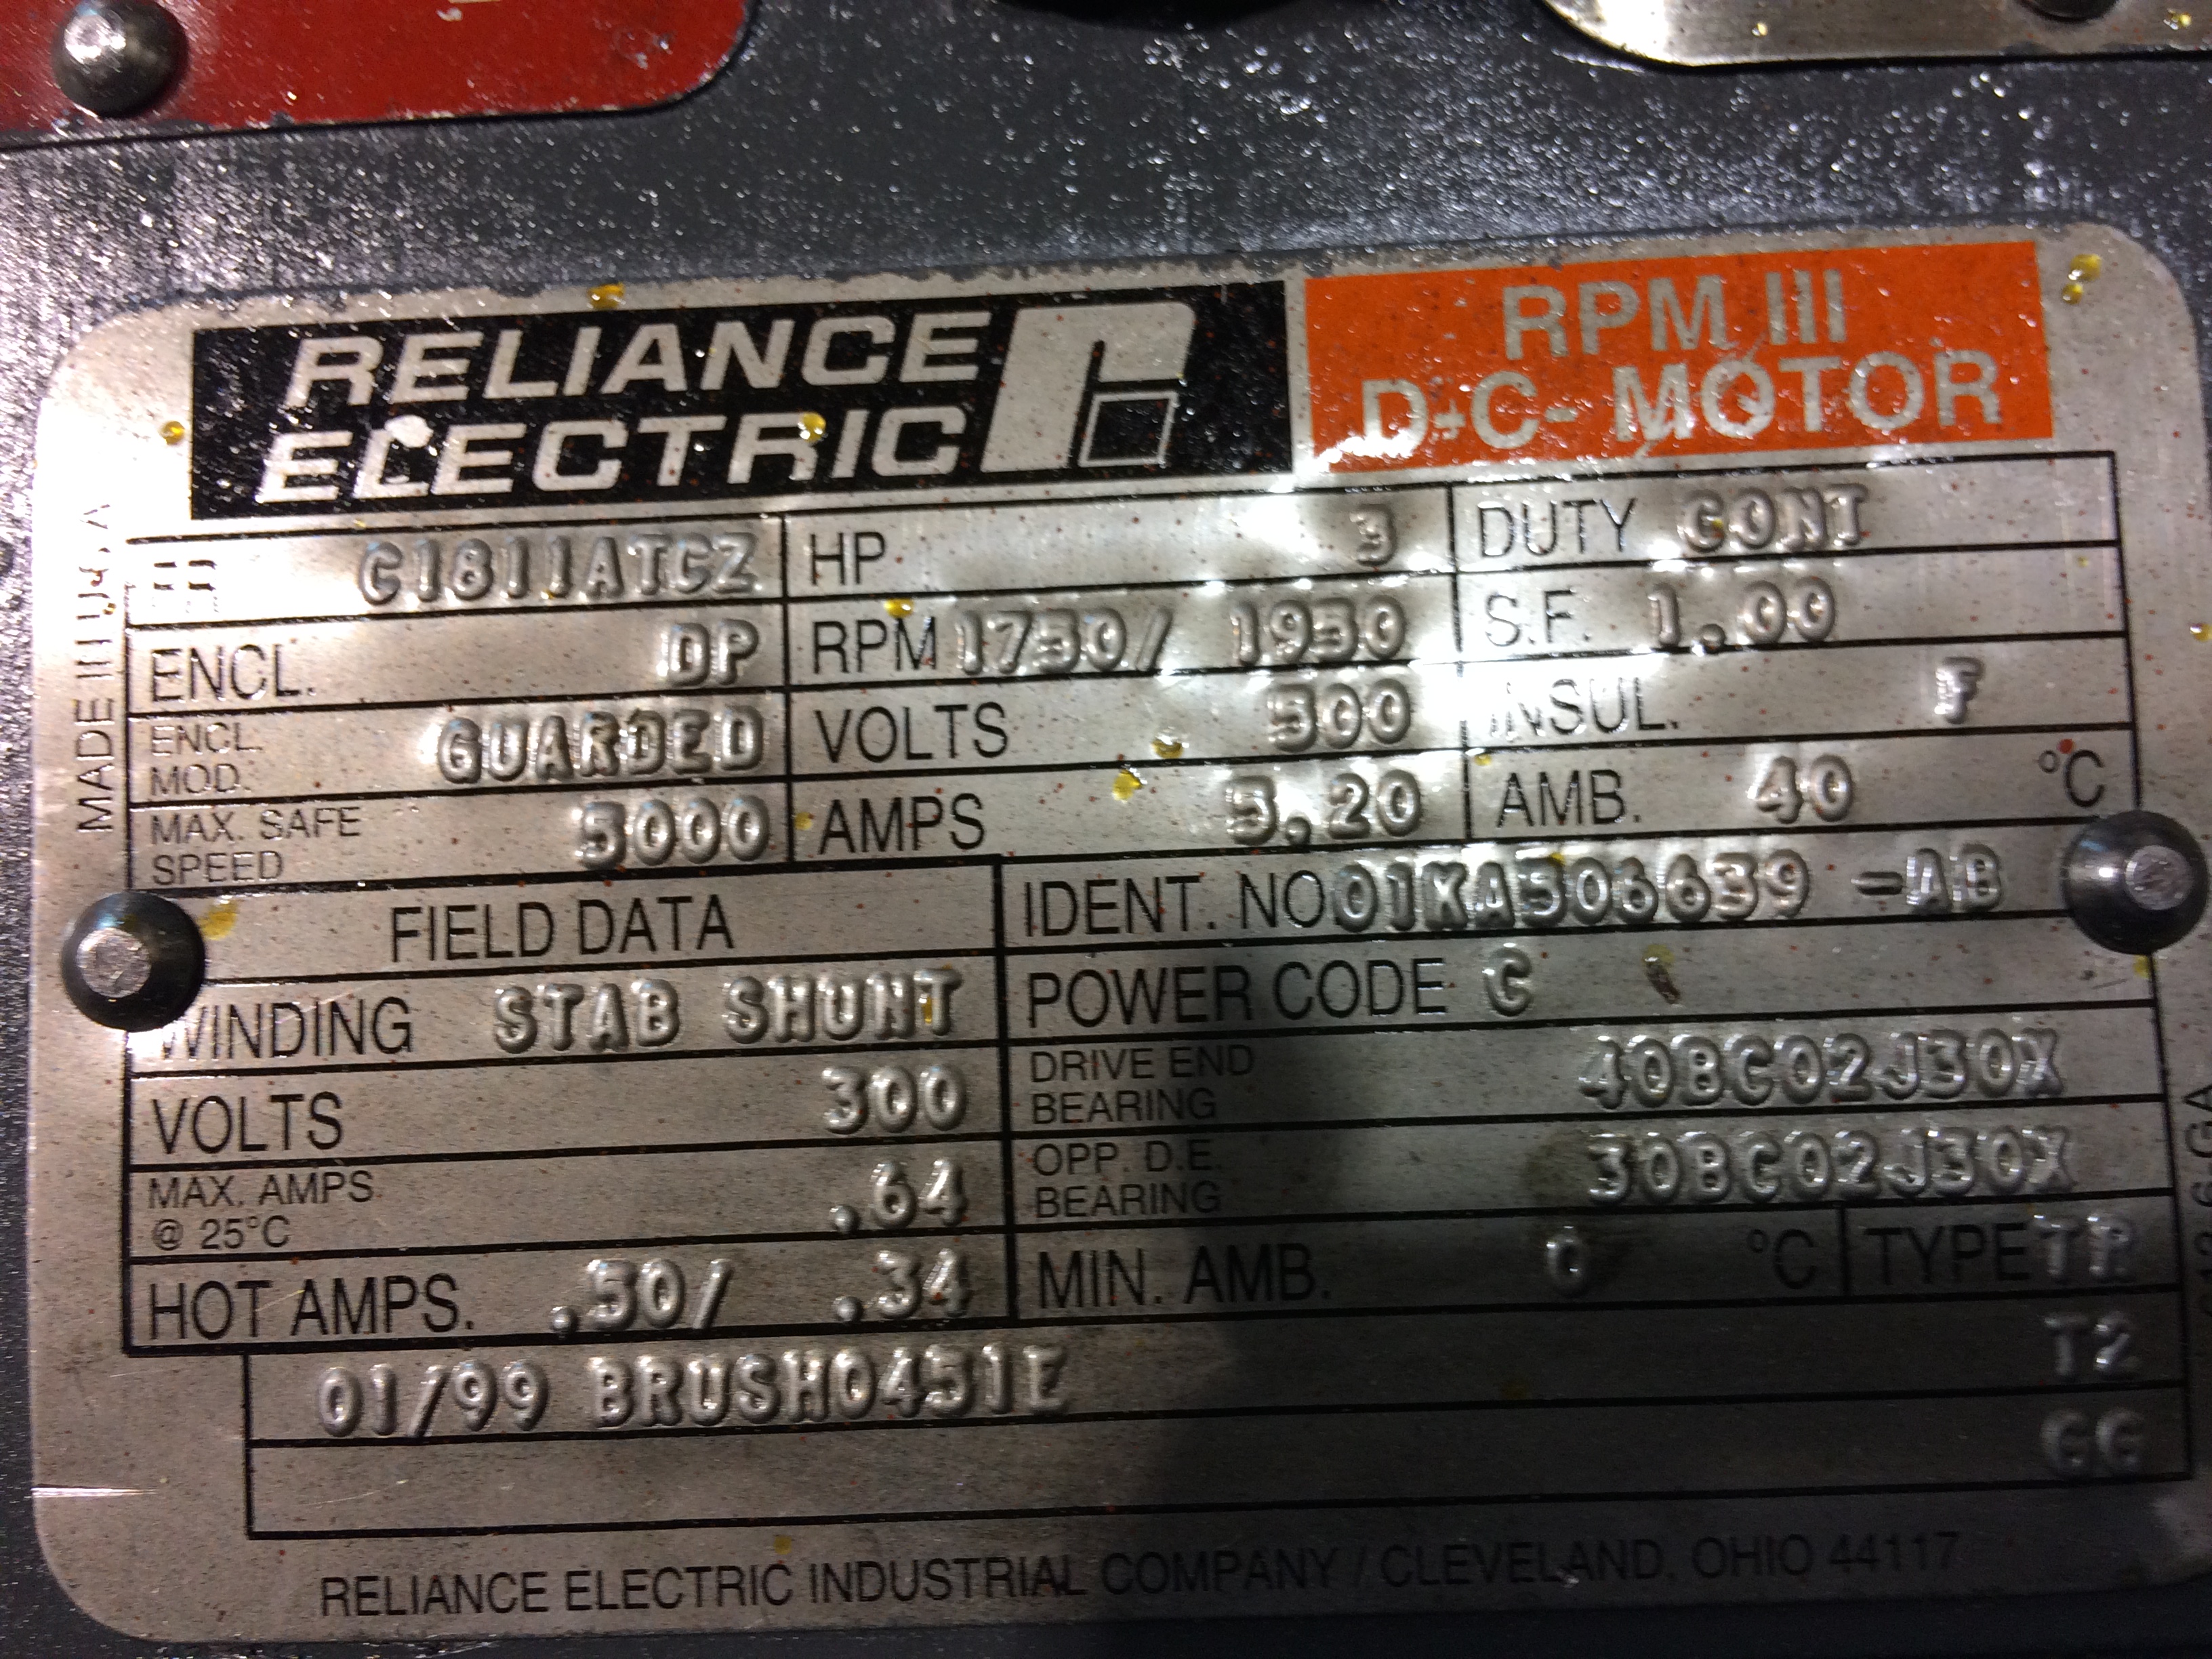 RELIANCE
ELECTRIC
RPM III
D-C- MOTOR
MADE IN U.S.A
FR C1811ATCZ
HP 3
DUTY CONT
ENCL. DP
RPM 1730/ 1930
S.F. 1.00
ENCL. MOD. GUARDED
VOLTS 500
INSUL. F
MAX. SAFE SPEED 5000
AMPS 5.20
AMB. 40 °C
FIELD DATA
IDENT. NO 01KA506639 -AB
WINDING STAB SHUNT
POWER CODE C
VOLTS 300
DRIVE END BEARING 40BC02J30X
MAX. AMPS @ 25°C .64
OPP. D.E. BEARING 30BC02J30X
HOT AMPS. .50/ .34
MIN. AMB. 0 °C
TYPE TR
01/99 BRUSH0451E
T2
GG
RELIANCE ELECTRIC INDUSTRIAL COMPANY / CLEVELAND, OHIO 44117